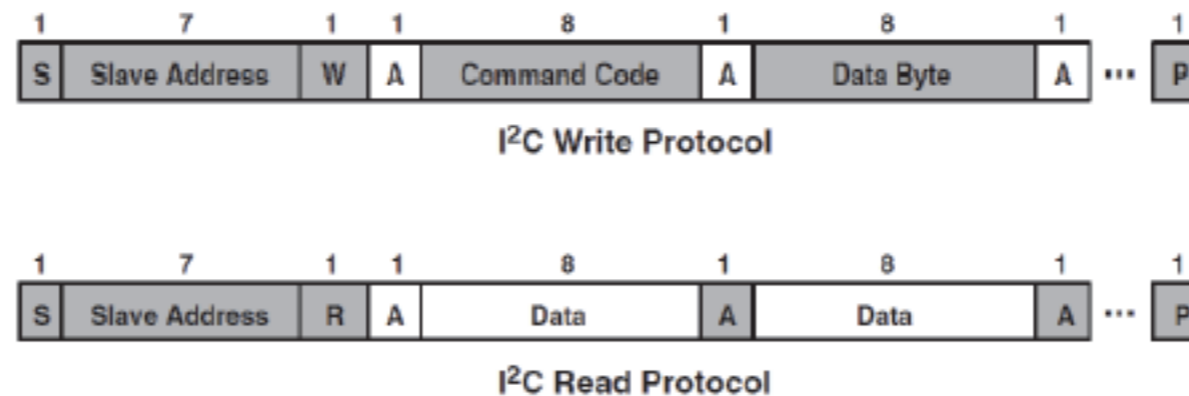 1 7 1 1 8 1 8 1 1
S Slave Address W A Command Code A Data Byte A ... P
I²C Write Protocol
1 7 1 1 8 1 8 1 1
S Slave Address R A Data A Data A ... P
I²C Read Protocol